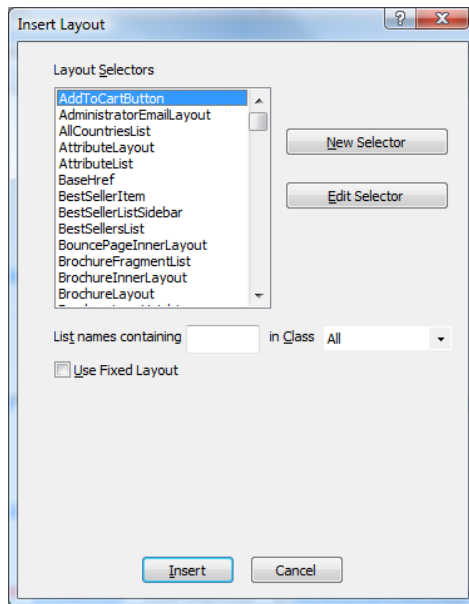 Insert Layout
?
X
Layout Selectors
AddToCartButton
AdministratorEmailLayout
AllCountriesList
AttributeLayout
AttributeList
BaseHref
BestSellerItem
BestSellerListSidebar
BestSellersList
BouncePageInnerLayout
BrochureFragmentList
BrochureInnerLayout
BrochureLayout
New Selector
Edit Selector
List names containing in Class All
Use Fixed Layout
Insert Cancel